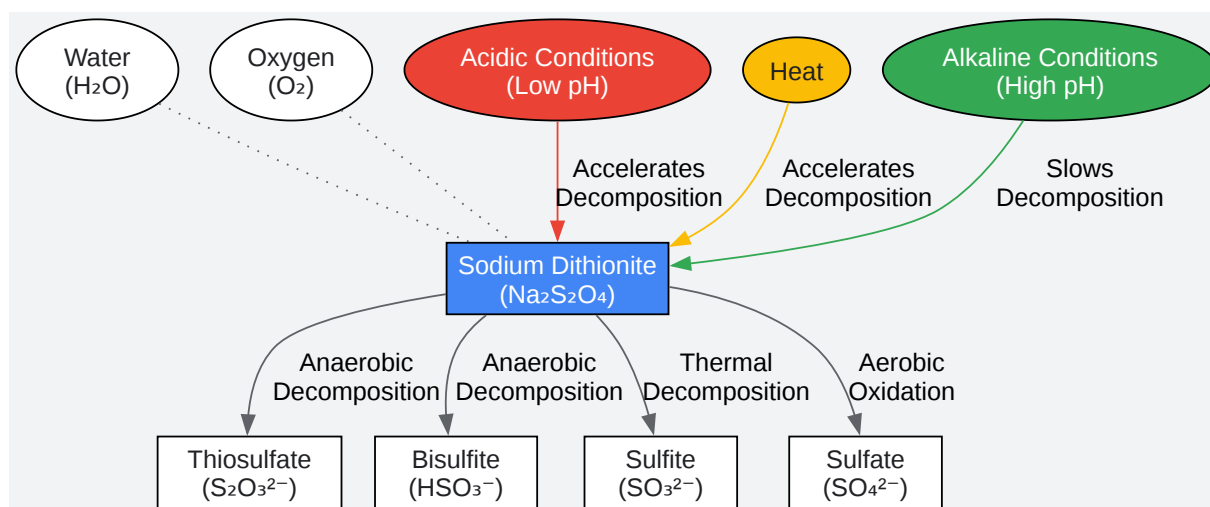 Water
(H₂O)
Oxygen
(O₂)
Acidic Conditions
(Low pH)
Heat
Alkaline Conditions
(High pH)
Accelerates
Decomposition
Accelerates
Decomposition
Slows
Decomposition
Sodium Dithionite
(Na₂S₂O₄)
Anaerobic
Decomposition
Anaerobic
Decomposition
Thermal
Decomposition
Aerobic
Oxidation
Thiosulfate
(S₂O₃²⁻)
Bisulfite
(HSO₃⁻)
Sulfite
(SO₃²⁻)
Sulfate
(SO₄²⁻)